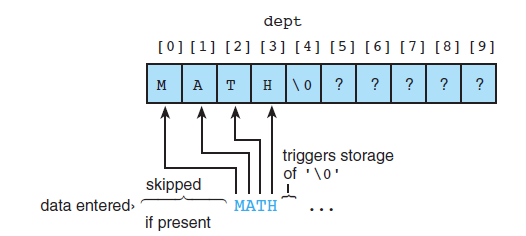 dept
[0] [1] [2] [3] [4] [5] [6] [7] [8] [9]
M A T H \0 ? ? ? ? ?
triggers storage
of '\0'
skipped
data entered› MATH ...
if present